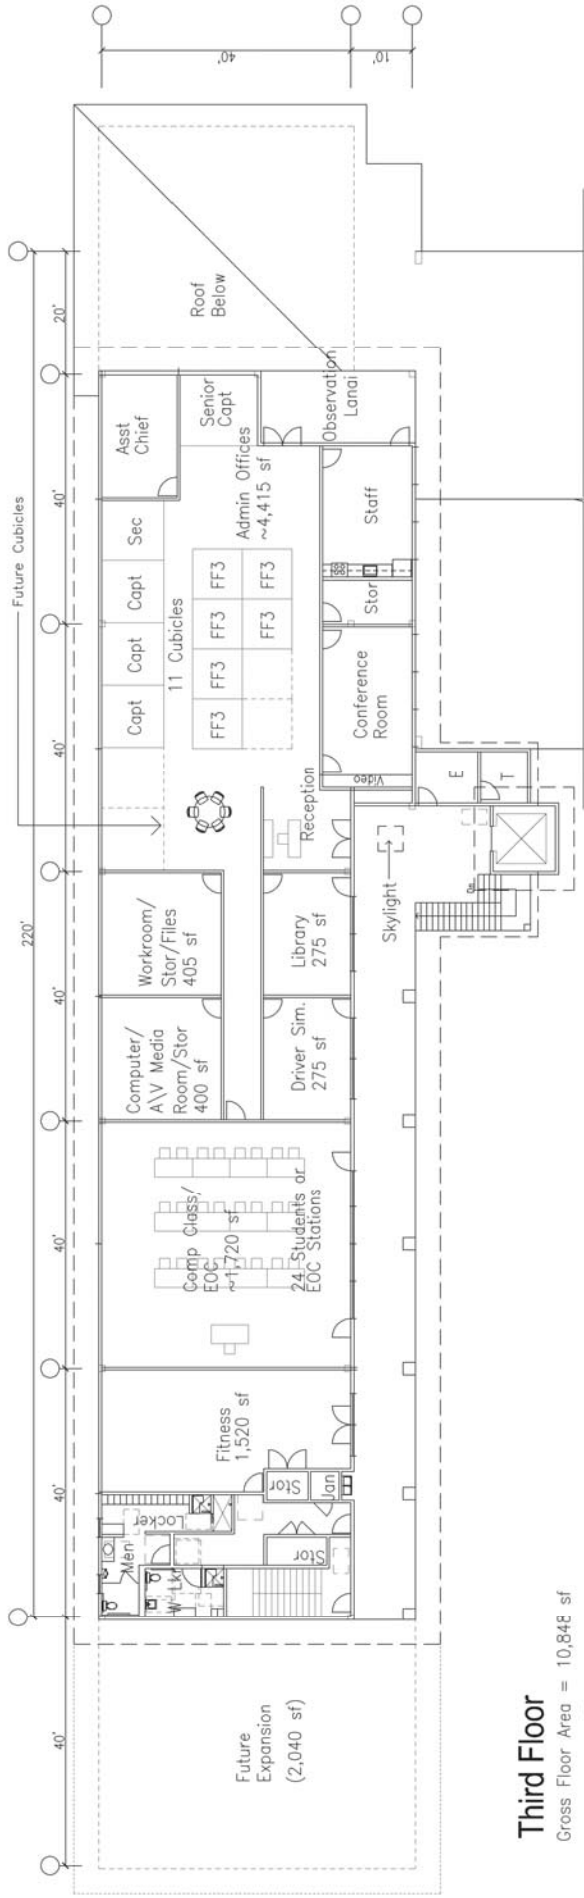 Third Floor
Gross Floor Area = 10,848 sf
220'
40'
40'
40'
40'
40'
40'
20'
40'
10'
Future Cubicles
Future
Expansion
(2,040 sf)
Men
Locker
W Lkr
Stor
Stor
Jan
Fitness
1,520 sf
Comp Class/
EOC
~1,720 sf
24 Students or
EOC Stations
Computer/
A\V Media
Room/Stor
400 sf
Driver Sim.
275 sf
Workroom/
Stor/Files
405 sf
Library
275 sf
Skylight
Dn
Reception
11 Cubicles
Capt
Capt
Capt
Sec
FF3
FF3
FF3
FF3
FF3
FF3
Admin Offices
~4,415 sf
Asst
Chief
Senior
Capt
Video
Conference
Room
Stor
Staff
Observation
Lanai
E
T
Roof
Below